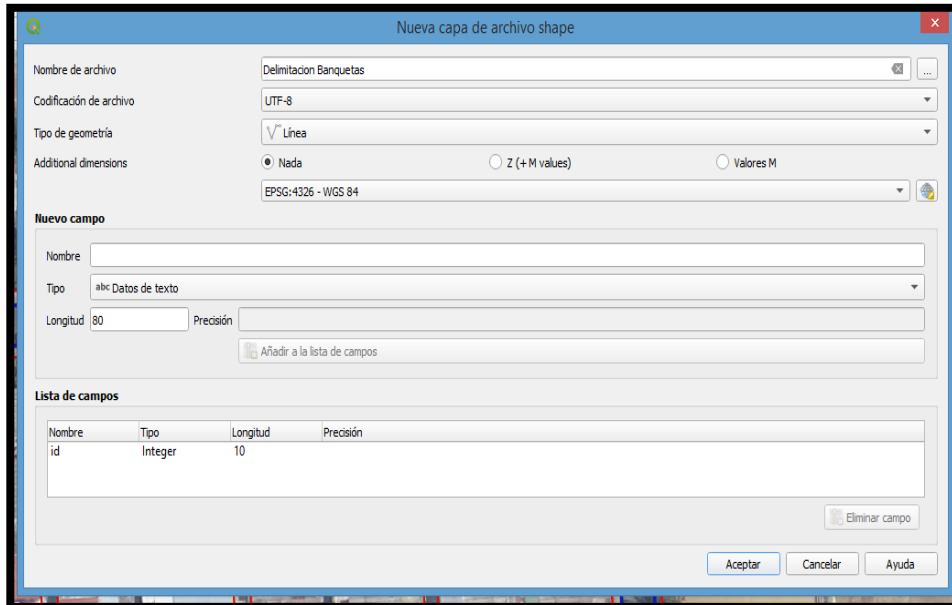 Nueva capa de archivo shape
Nombre de archivo Delimitacion Banquetas ...
Codificación de archivo UTF-8
Tipo de geometría Línea
Additional dimensions Nada Z (+ M values) Valores M
EPSG:4326 - WGS 84
Nuevo campo
Nombre
Tipo abc Datos de texto
Longitud 80 Precisión
Añadir a la lista de campos
Lista de campos
Nombre Tipo Longitud Precisión
id Integer 10
Eliminar campo
Aceptar Cancelar Ayuda